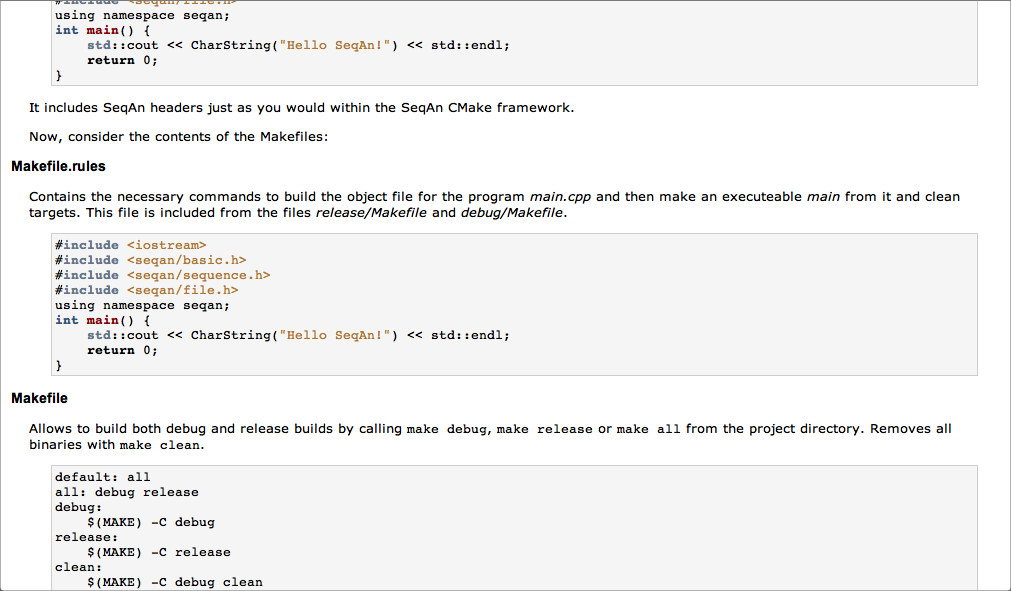 #include <seqan/file.h>
using namespace seqan;
int main() {
    std::cout << CharString("Hello SeqAn!") << std::endl;
    return 0;
}
It includes SeqAn headers just as you would within the SeqAn CMake framework.
Now, consider the contents of the Makefiles:
Makefile.rules
Contains the necessary commands to build the object file for the program main.cpp and then make an executeable main from it and clean
targets. This file is included from the files release/Makefile and debug/Makefile.
#include <iostream>
#include <seqan/basic.h>
#include <seqan/sequence.h>
#include <seqan/file.h>
using namespace seqan;
int main() {
    std::cout << CharString("Hello SeqAn!") << std::endl;
    return 0;
}
Makefile
Allows to build both debug and release builds by calling make debug, make release or make all from the project directory. Removes all
binaries with make clean.
default: all
all: debug release
debug:
    $(MAKE) -C debug
release:
    $(MAKE) -C release
clean:
    $(MAKE) -C debug clean